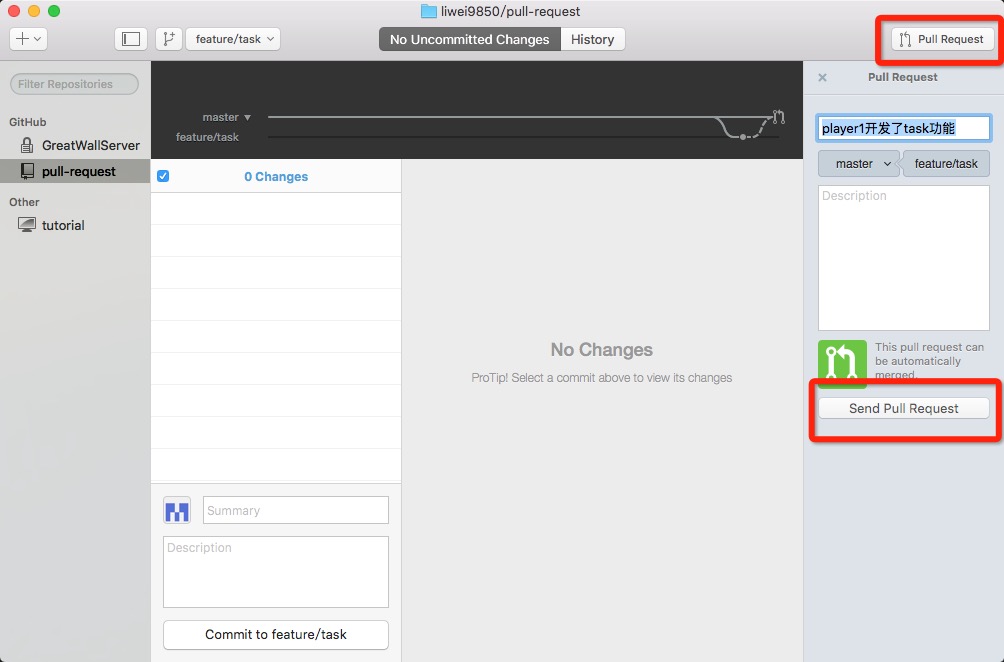 liwei9850/pull-request
feature/task
No Uncommitted Changes
History
Pull Request
Filter Repositories
GitHub
GreatWallServer
pull-request
Other
tutorial
master
feature/task
0 Changes
No Changes
ProTip! Select a commit above to view its changes
Summary
Description
Commit to feature/task
Pull Request
player1开发了task功能
master
feature/task
Description
This pull request can
be automatically
merged.
Send Pull Request